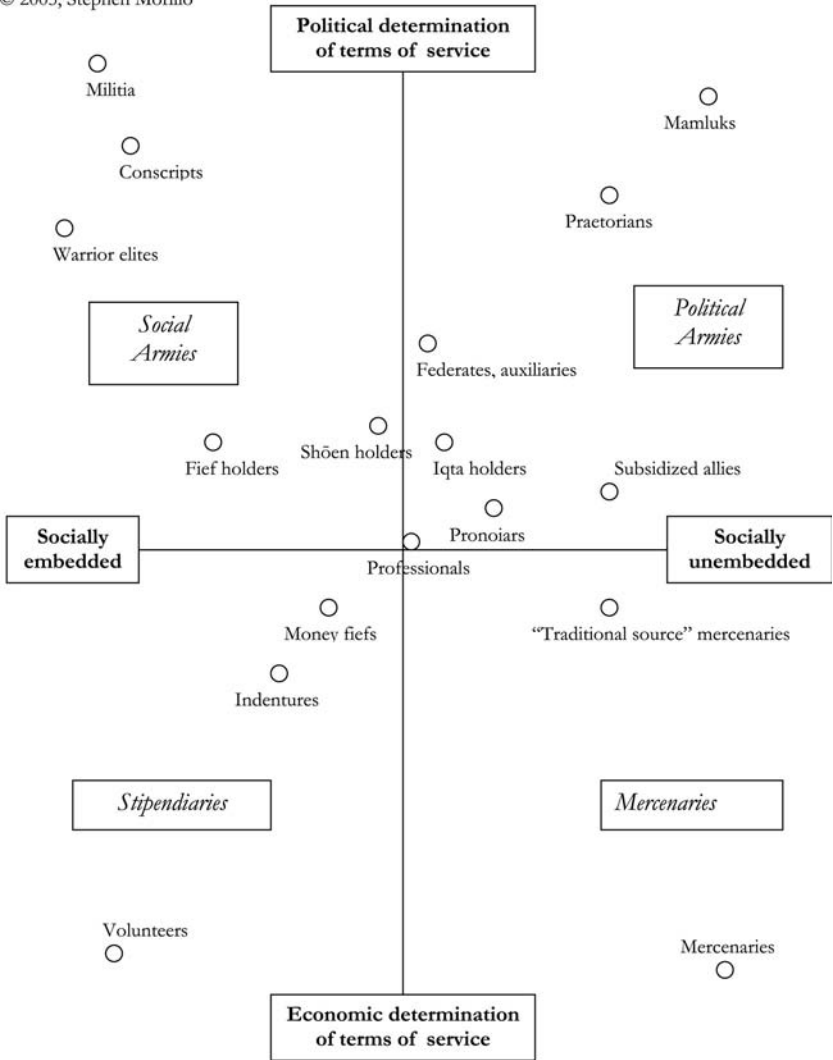 © 2005, Stephen Morillo
Political determination
of terms of service
Militia
Mamluks
Conscripts
Praetorians
Warrior elites
Social
Armies
Political
Armies
Federates, auxiliaries
Shōen holders
Fief holders
Iqta holders
Subsidized allies
Pronoiars
Socially
embedded
Socially
unembedded
Professionals
Money fiefs
“Traditional source” mercenaries
Indentures
Stipendiaries
Mercenaries
Volunteers
Mercenaries
Economic determination
of terms of service